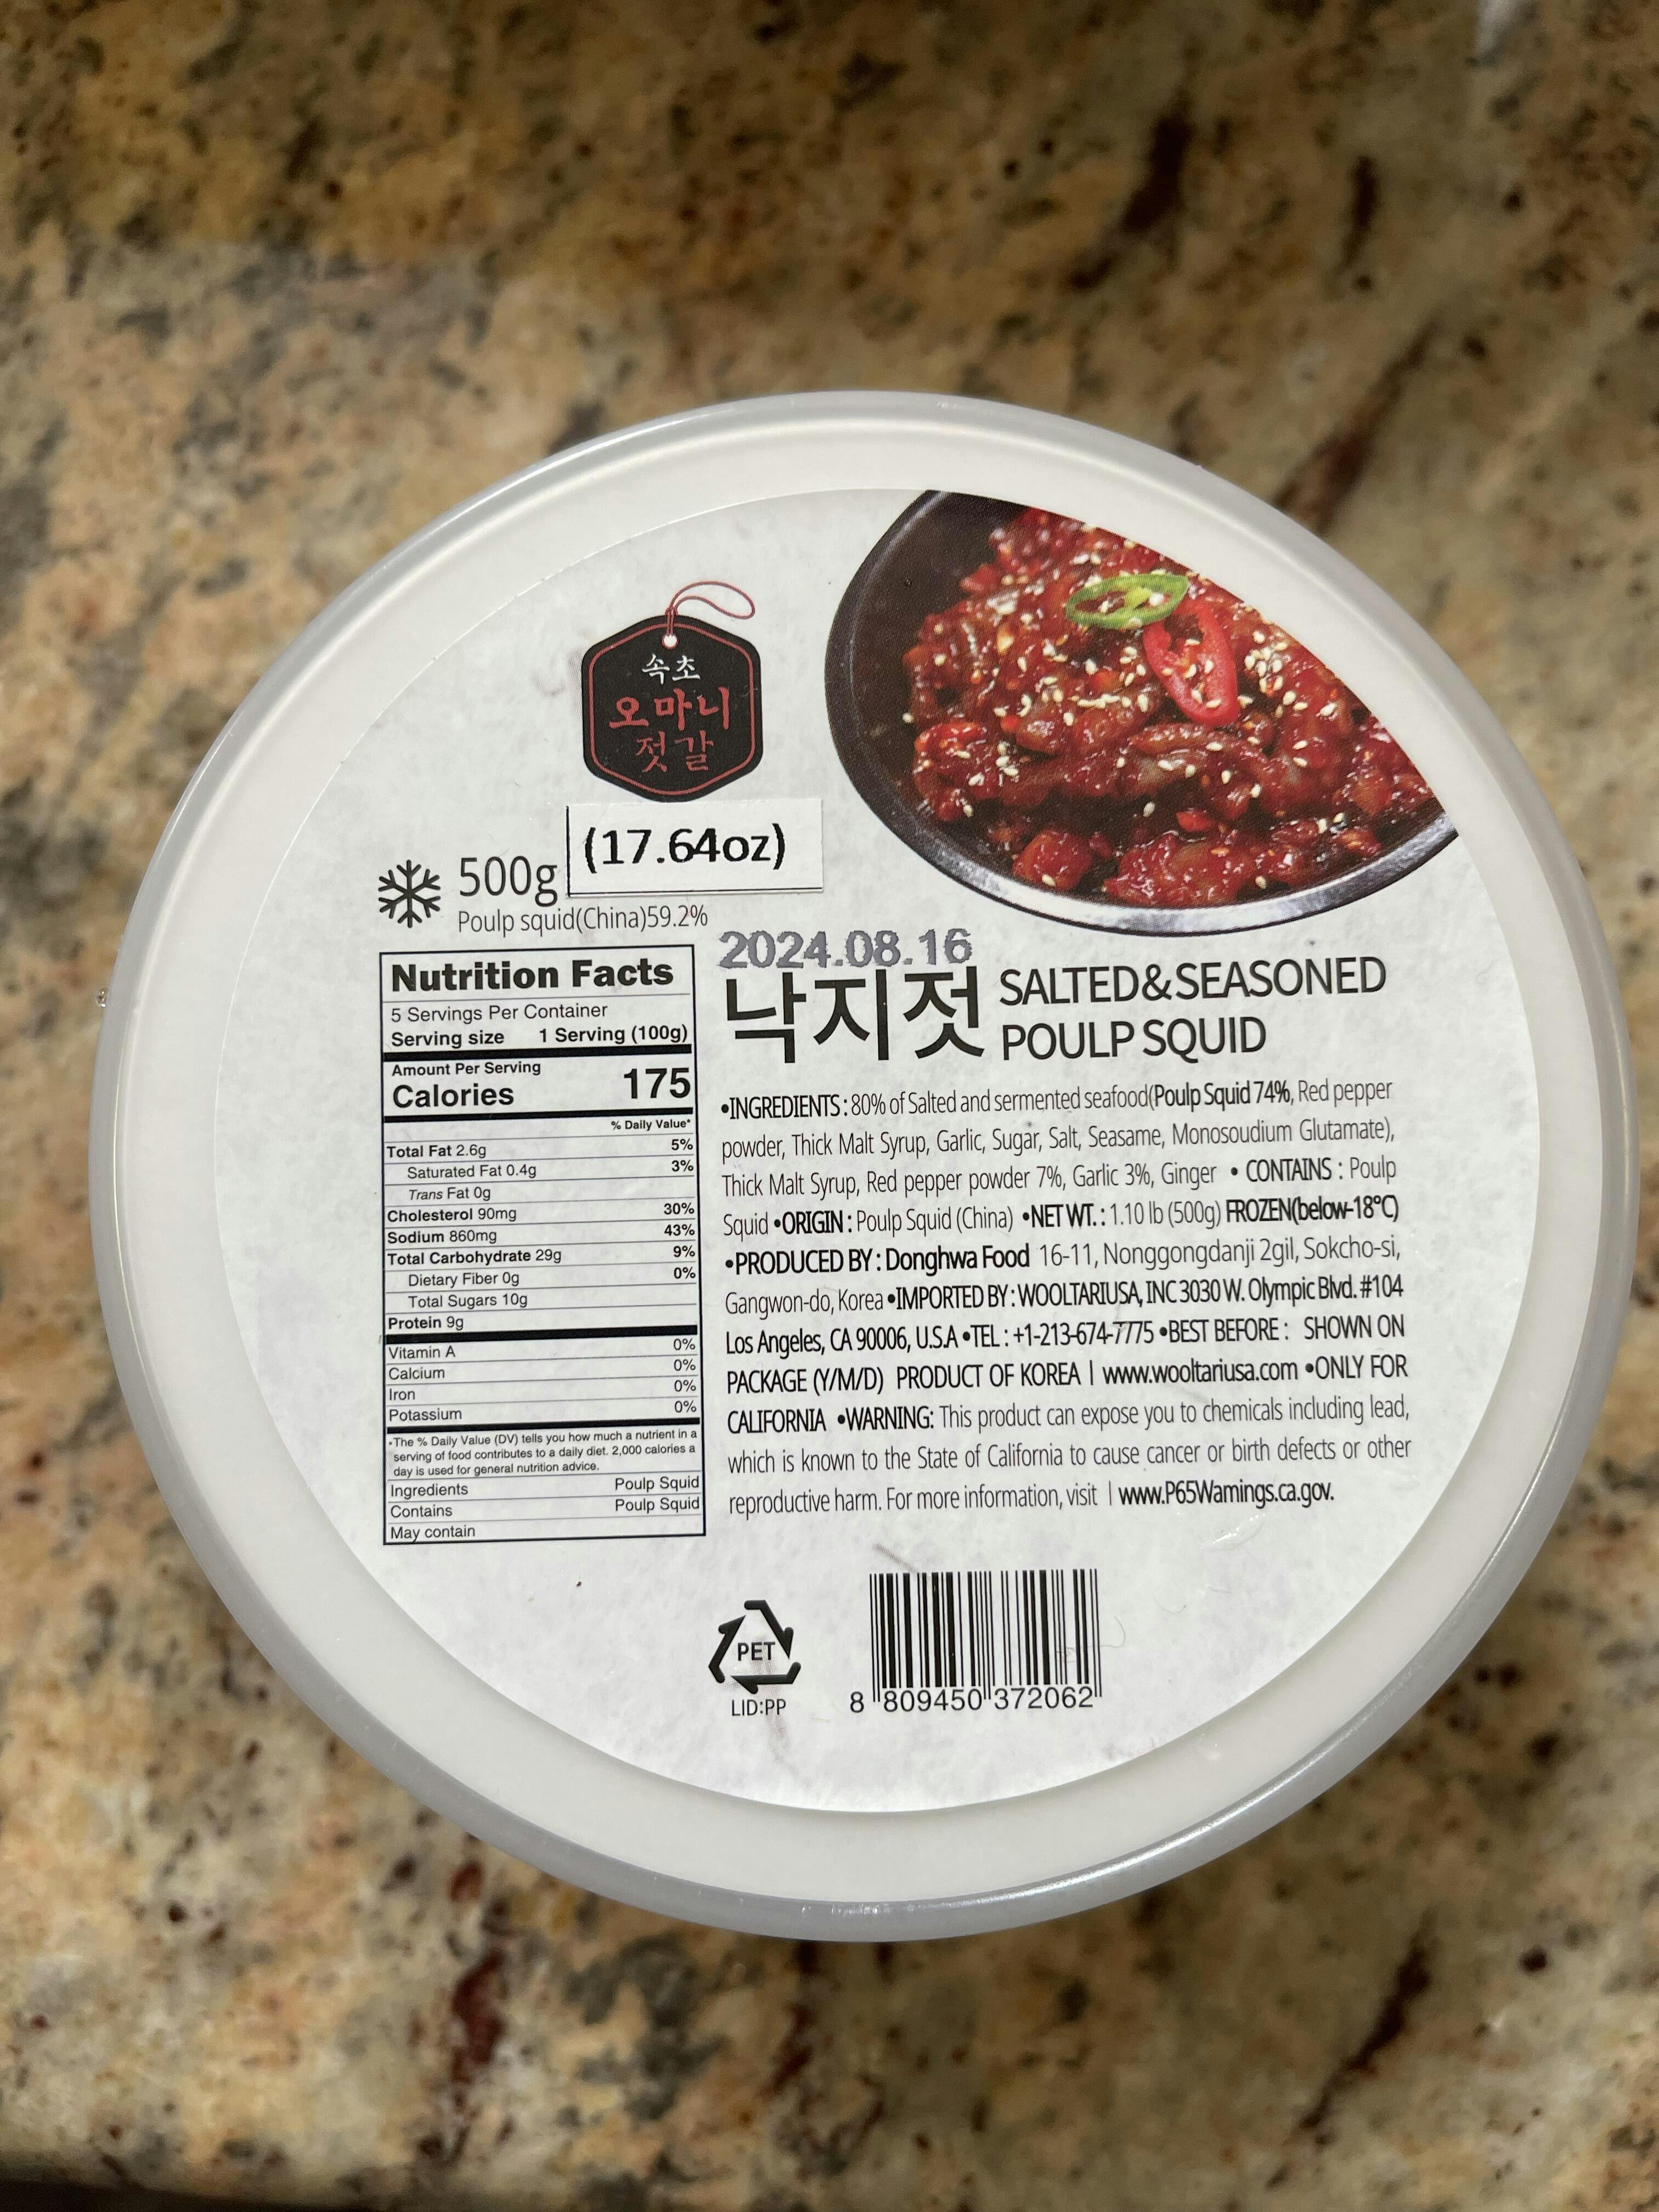 속초
오마니
젓갈
500g
(17.64oz)
Poulp squid(China)59.2%
2024.08.16
낙지젓
SALTED&SEASONED
POULP SQUID
Nutrition Facts
5 Servings Per Container
Serving size 1 Serving (100g)
Amount Per Serving
Calories 175
% Daily Value*
Total Fat 2.6g 5%
Saturated Fat 0.4g 3%
Trans Fat 0g
Cholesterol 90mg 30%
Sodium 860mg 43%
Total Carbohydrate 29g 9%
Dietary Fiber 0g 0%
Total Sugars 10g
Protein 9g
Vitamin A 0%
Calcium 0%
Iron 0%
Potassium 0%
*The % Daily Value (DV) tells you how much a nutrient in a
serving of food contributes to a daily diet. 2,000 calories a
day is used for general nutrition advice.
Ingredients Poulp Squid
Contains Poulp Squid
May contain
•INGREDIENTS : 80% of Salted and sermented seafood(Poulp Squid 74%, Red pepper
powder, Thick Malt Syrup, Garlic, Sugar, Salt, Seasame, Monosoudium Glutamate),
Thick Malt Syrup, Red pepper powder 7%, Garlic 3%, Ginger • CONTAINS : Poulp
Squid •ORIGIN : Poulp Squid (China) •NET WT. : 1.10 lb (500g) FROZEN(below-18℃)
•PRODUCED BY : Donghwa Food 16-11, Nonggongdanji 2gil, Sokcho-si,
Gangwon-do, Korea •IMPORTED BY : WOOLTARIUSA, INC 3030 W. Olympic Blvd. #104
Los Angeles, CA 90006, U.S.A •TEL : +1-213-674-7775 •BEST BEFORE : SHOWN ON
PACKAGE (Y/M/D) PRODUCT OF KOREA | www.wooltariusa.com •ONLY FOR
CALIFORNIA •WARNING: This product can expose you to chemicals including lead,
which is known to the State of California to cause cancer or birth defects or other
reproductive harm. For more information, visit | www.P65Warnings.ca.gov.
PET
LID:PP
8 809450 372062